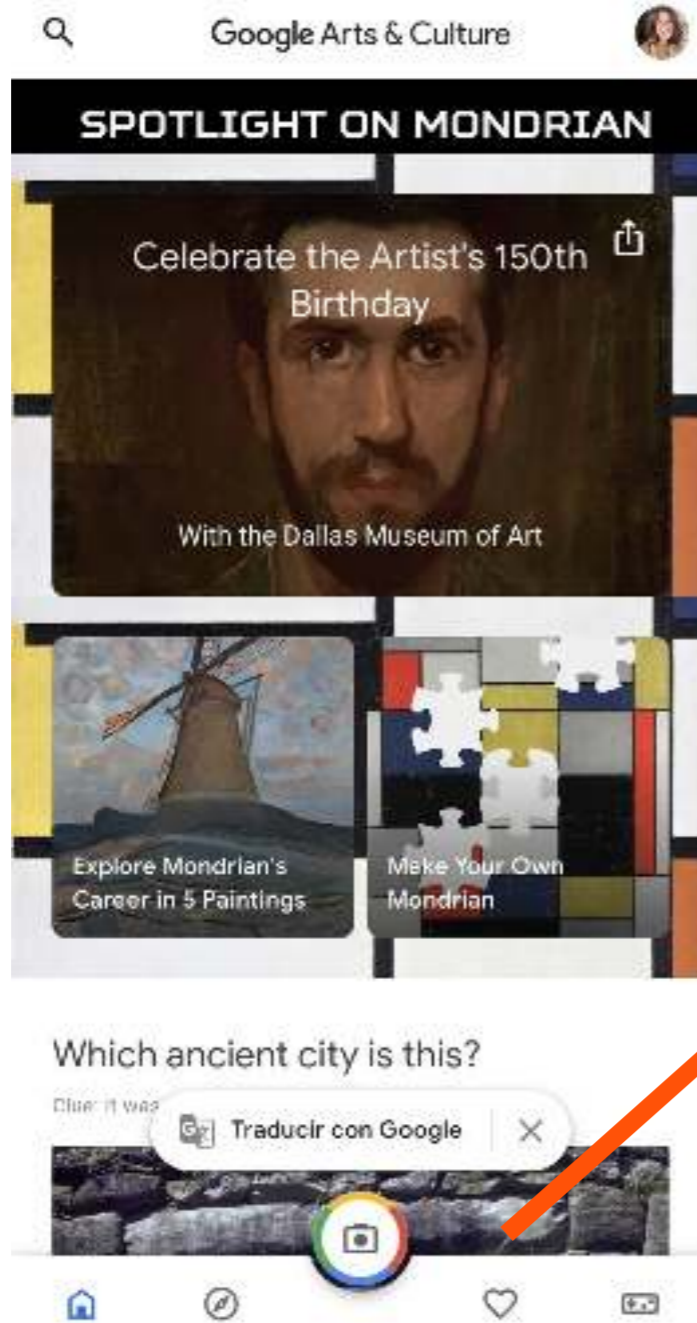 Google Arts & Culture
SPOTLIGHT ON MONDRIAN
Celebrate the Artist's 150th
Birthday
With the Dallas Museum of Art
Explore Mondrian's
Career in 5 Paintings
Make Your Own
Mondrian
Which ancient city is this?
Clue: it was
Traducir con Google